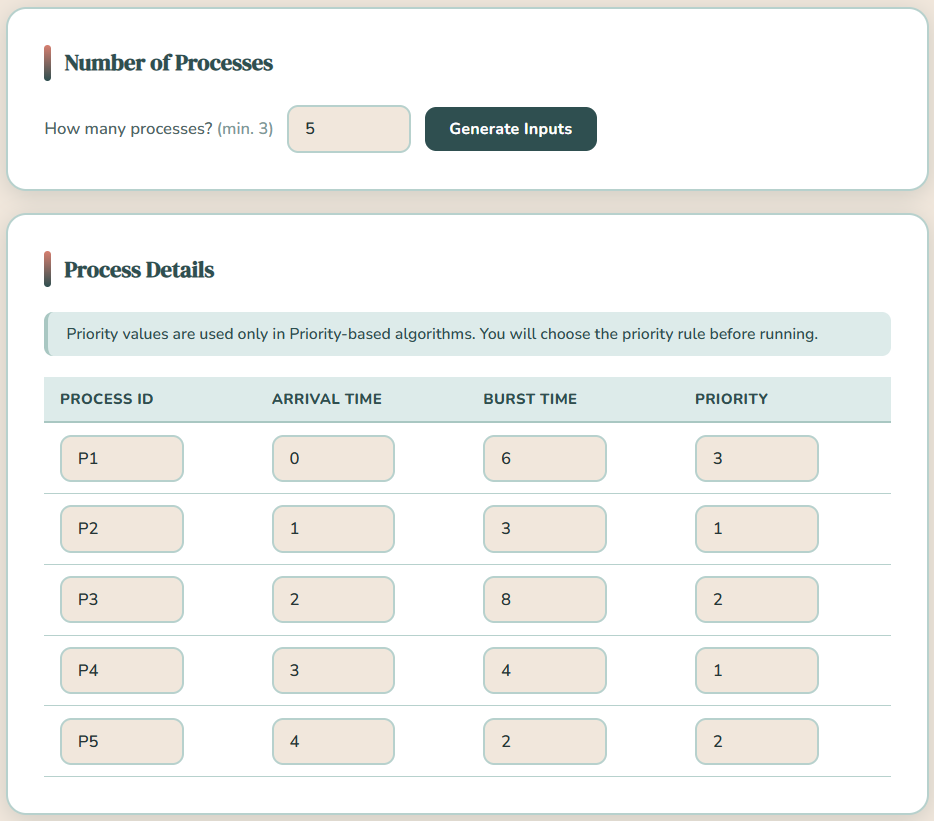 Number of Processes
How many processes? (min. 3) 5 Generate Inputs
Process Details
Priority values are used only in Priority-based algorithms. You will choose the priority rule before running.
PROCESS ID ARRIVAL TIME BURST TIME PRIORITY
P1 0 6 3
P2 1 3 1
P3 2 8 2
P4 3 4 1
P5 4 2 2